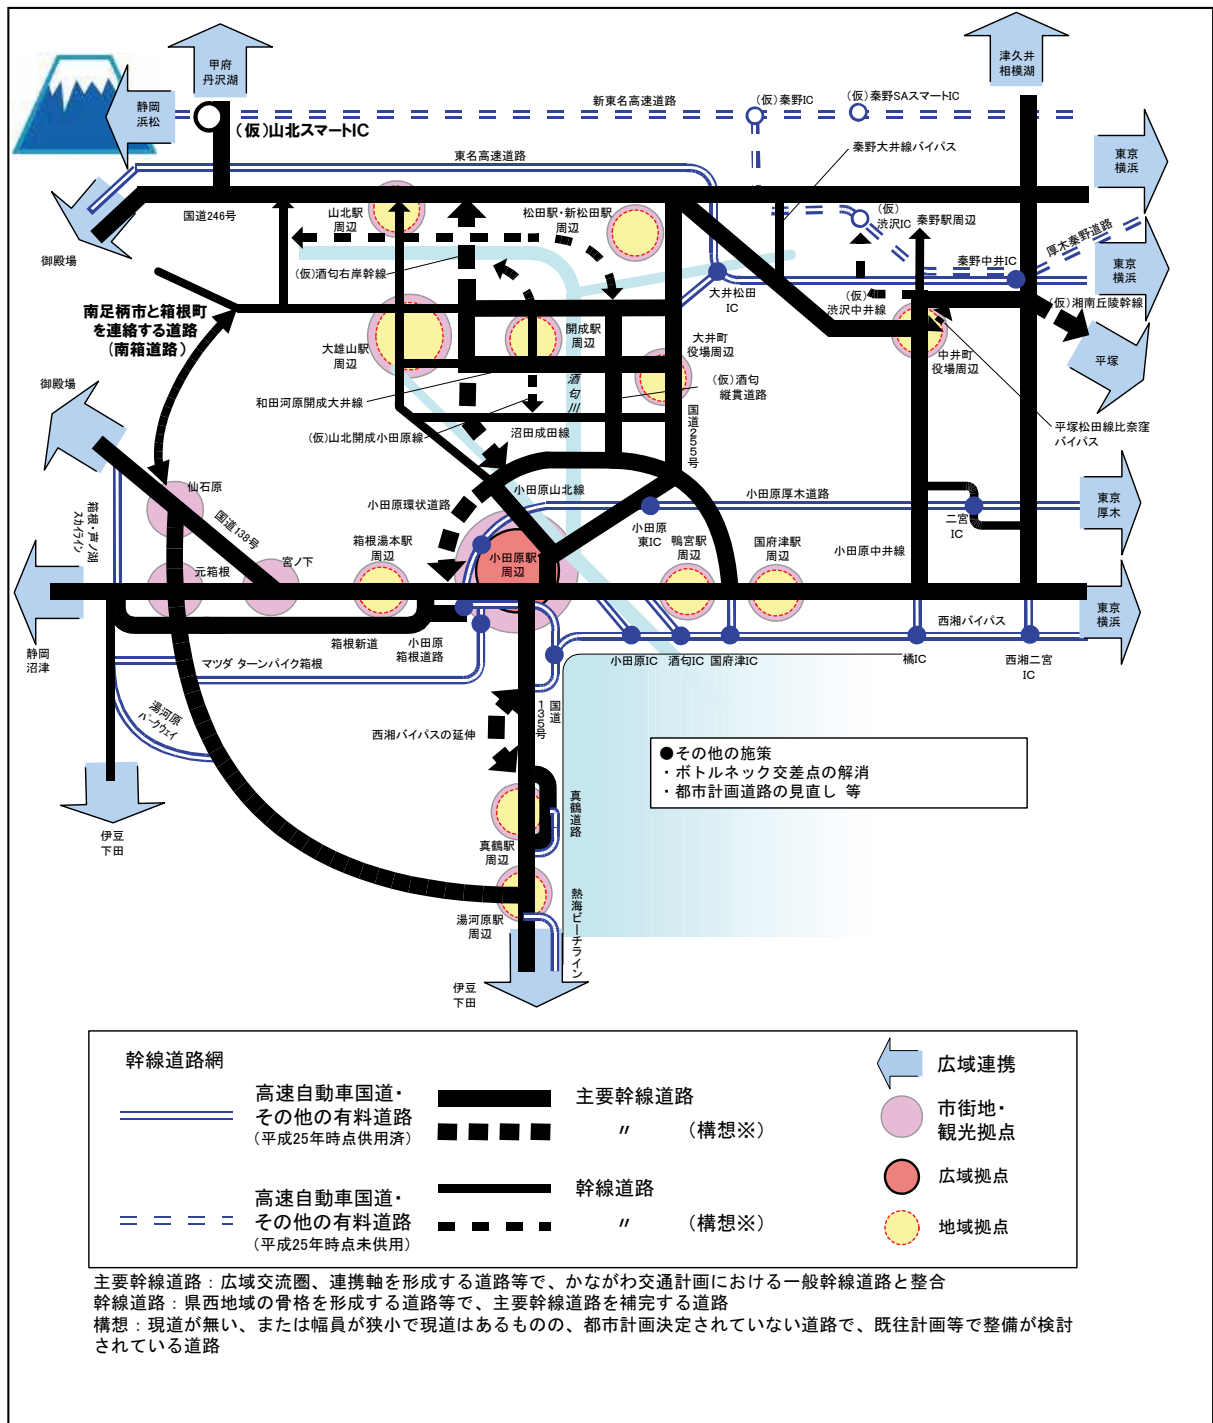 甲府
丹沢湖
津久井
相模湖
静岡
浜松
新東名高速道路
(仮)秦野IC
(仮)秦野SAスマートIC
(仮)山北スマートIC
東名高速道路
秦野大井線バイパス
東京
横浜
国道246号
山北駅
周辺
松田駅・新松田駅
周辺
(仮)
渋沢IC
秦野駅周辺
厚木秦野道路
御殿場
(仮)酒匂右岸幹線
秦野中井IC
東京
横浜
大井松田
IC
(仮)
渋沢中井線
(仮)湘南丘陵幹線
南足柄市と箱根町
を連絡する道路
(南箱道路)
大雄山駅
周辺
開成駅
周辺
大井町
役場周辺
中井町
役場周辺
平塚
御殿場
和田河原開成大井線
酒匂川
(仮)酒匂
縦貫道路
国道255号
(仮)山北開成小田原線
沼田成田線
平塚松田線比奈窪
バイパス
仙石原
箱根・芦ノ湖
スカイライン
国道138号
小田原環状道路
小田原山北線
小田原厚木道路
東京
厚木
小田原
東IC
二宮
IC
箱根湯本駅
周辺
小田原駅
周辺
鴨宮駅
周辺
国府津駅
周辺
小田原中井線
元箱根
宮ノ下
東京
横浜
静岡
沼津
箱根新道
小田原
箱根道路
小田原IC
酒匂IC
国府津IC
西湘バイパス
橘IC
西湘二宮
IC
マツダ ターンパイク箱根
湯河原
パークウェイ
国道
135号
西湘バイパスの延伸
●その他の施策
・ボトルネック交差点の解消
・都市計画道路の見直し 等
真鶴道路
伊豆
下田
真鶴駅
周辺
湯河原駅
周辺
熱海ビーチライン
伊豆
下田
幹線道路網
高速自動車国道・
その他の有料道路
(平成25年時点供用済)
高速自動車国道・
その他の有料道路
(平成25年時点未供用)
主要幹線道路
〃 (構想※)
幹線道路
〃 (構想※)
広域連携
市街地・
観光拠点
広域拠点
地域拠点
主要幹線道路：広域交流圏、連携軸を形成する道路等で、かながわ交通計画における一般幹線道路と整合
幹線道路：県西地域の骨格を形成する道路等で、主要幹線道路を補完する道路
構想：現道が無い、または幅員が狭小で現道はあるものの、都市計画決定されていない道路で、既往計画等で整備が検討
されている道路